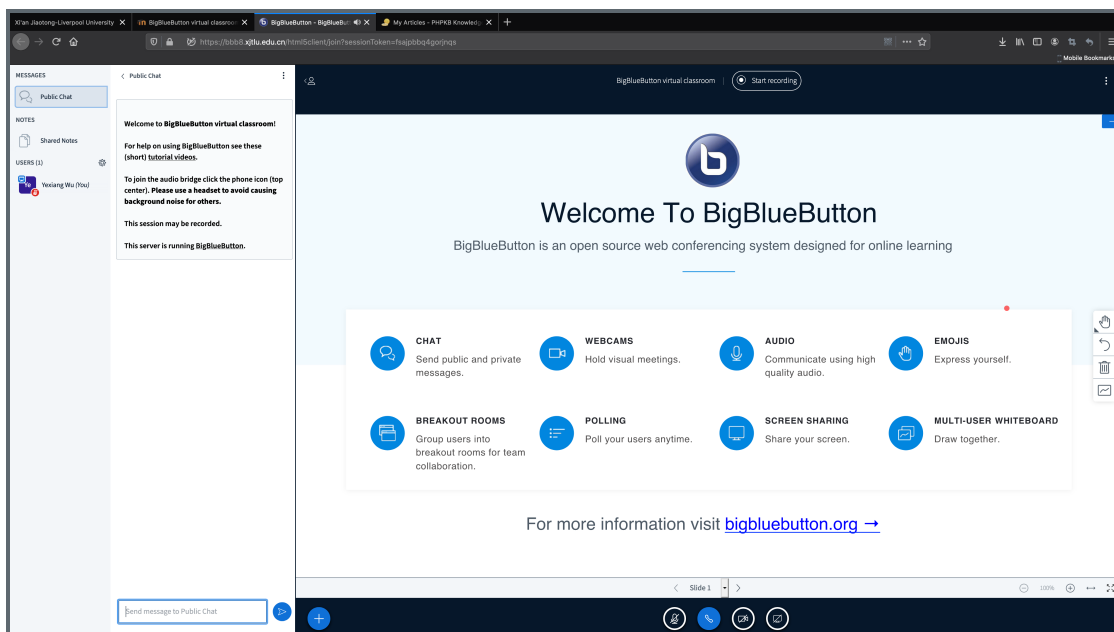 Xi'an Jiaotong-Liverpool University
BigBlueButton virtual classroom
BigBlueButton - BigBlueButt
My Articles - PHPKB Knowledg
https://bbb8.xjtlu.edu.cn/html5client/join?sessionToken=fsajpbbq4gorjnqs
Mobile Bookmarks
MESSAGES
Public Chat
NOTES
Shared Notes
USERS (1)
Ye
Yexiang Wu (You)
Public Chat
Welcome to BigBlueButton virtual classroom!
For help on using BigBlueButton see these
(short) tutorial videos.
To join the audio bridge click the phone icon (top
center). Please use a headset to avoid causing
background noise for others.
This session may be recorded.
This server is running BigBlueButton.
Send message to Public Chat
BigBlueButton virtual classroom
Start recording
b
Welcome To BigBlueButton
BigBlueButton is an open source web conferencing system designed for online learning
CHAT
Send public and private
messages.
WEBCAMS
Hold visual meetings.
AUDIO
Communicate using high
quality audio.
EMOJIS
Express yourself.
BREAKOUT ROOMS
Group users into
breakout rooms for team
collaboration.
POLLING
Poll your users anytime.
SCREEN SHARING
Share your screen.
MULTI-USER WHITEBOARD
Draw together.
For more information visit bigbluebutton.org →
Slide 1
100%